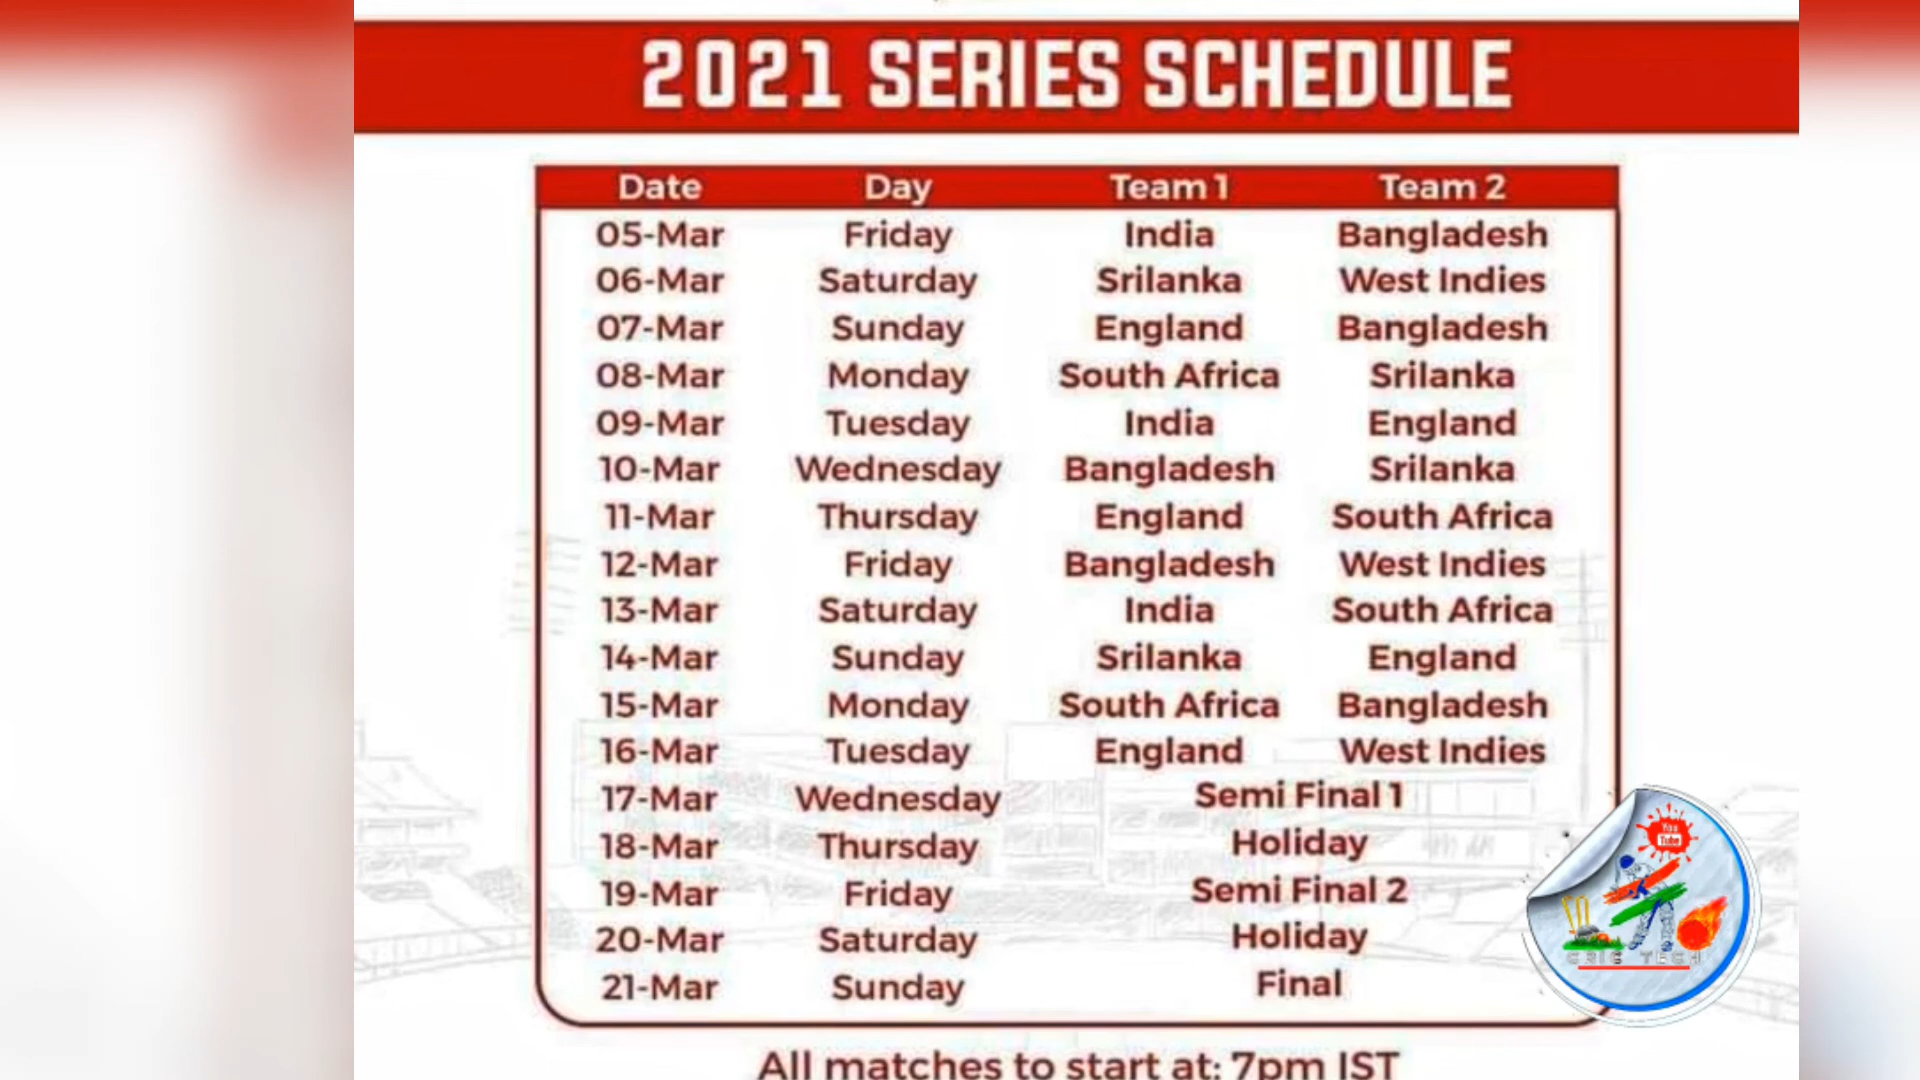 2021 SERIES SCHEDULE
Date Day Team 1 Team 2
05-Mar Friday India Bangladesh
06-Mar Saturday Srilanka West Indies
07-Mar Sunday England Bangladesh
08-Mar Monday South Africa Srilanka
09-Mar Tuesday India England
10-Mar Wednesday Bangladesh Srilanka
11-Mar Thursday England South Africa
12-Mar Friday Bangladesh West Indies
13-Mar Saturday India South Africa
14-Mar Sunday Srilanka England
15-Mar Monday South Africa Bangladesh
16-Mar Tuesday England West Indies
17-Mar Wednesday Semi Final 1
18-Mar Thursday Holiday
19-Mar Friday Semi Final 2
20-Mar Saturday Holiday
21-Mar Sunday Final
All matches to start at: 7pm IST
You
Tube
TECH